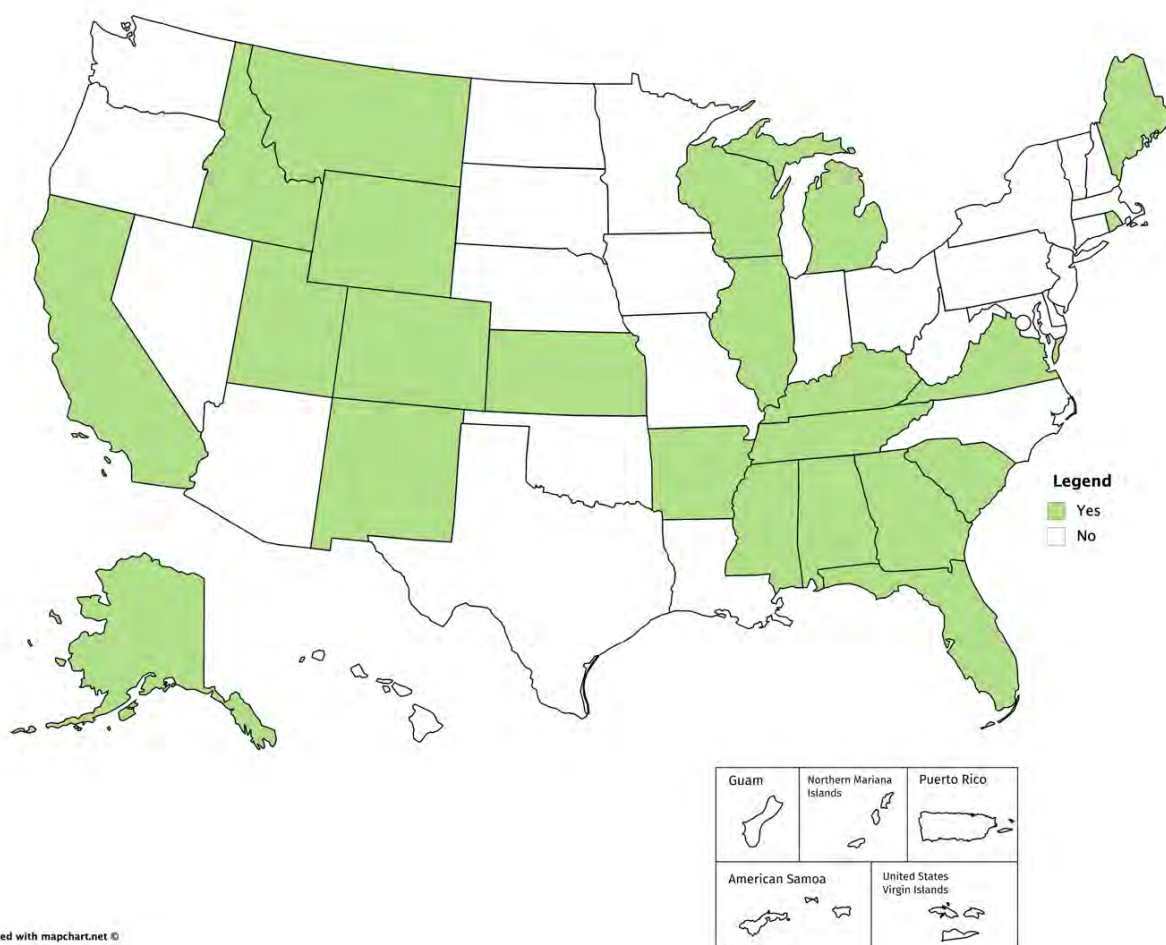 Legend
Yes
No
Guam
Northern Mariana
Islands
Puerto Rico
American Samoa
United States
Virgin Islands
ed with mapchart.net ©